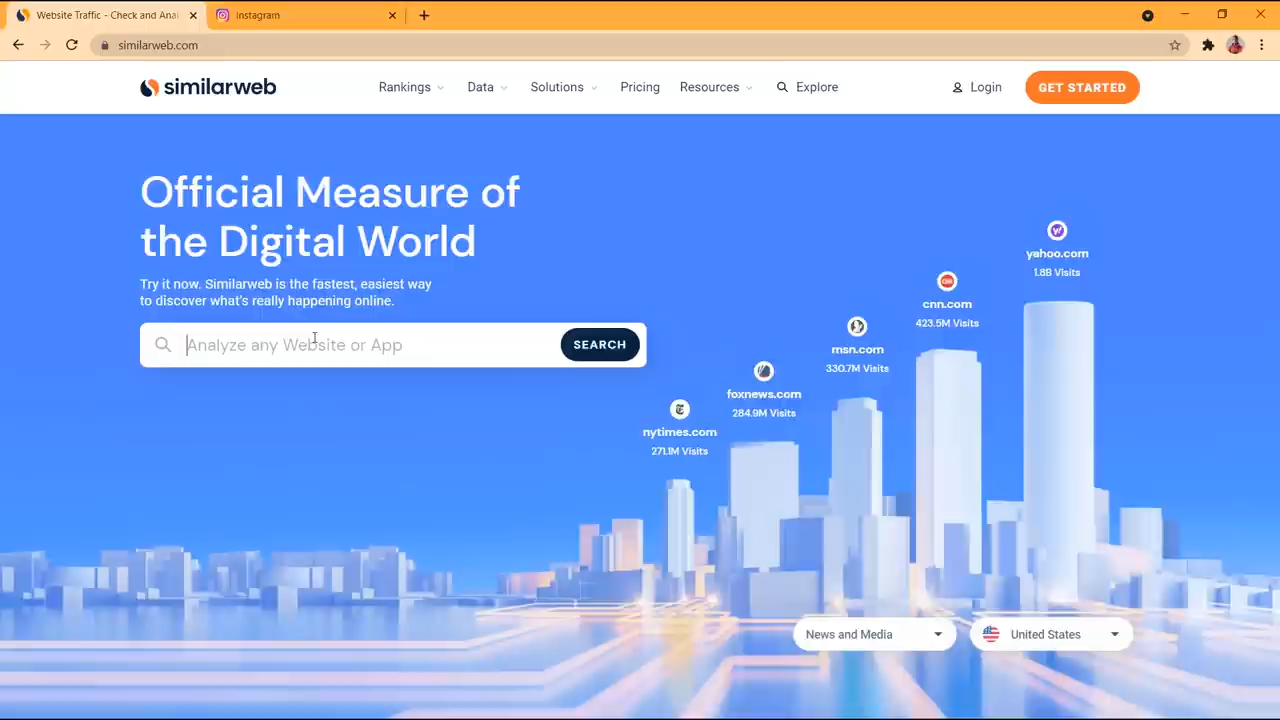 Website Traffic - Check and Anal
Instagram
similarweb.com
similarweb
Rankings
Data
Solutions
Pricing
Resources
Explore
Login
GET STARTED
Official Measure of
the Digital World
Try it now. Similarweb is the fastest, easiest way
to discover what's really happening online.
Analyze any Website or App
SEARCH
yahoo.com
1.8B Visits
cnn.com
423.5M Visits
msn.com
330.7M Visits
foxnews.com
284.9M Visits
nytimes.com
271.1M Visits
News and Media
United States